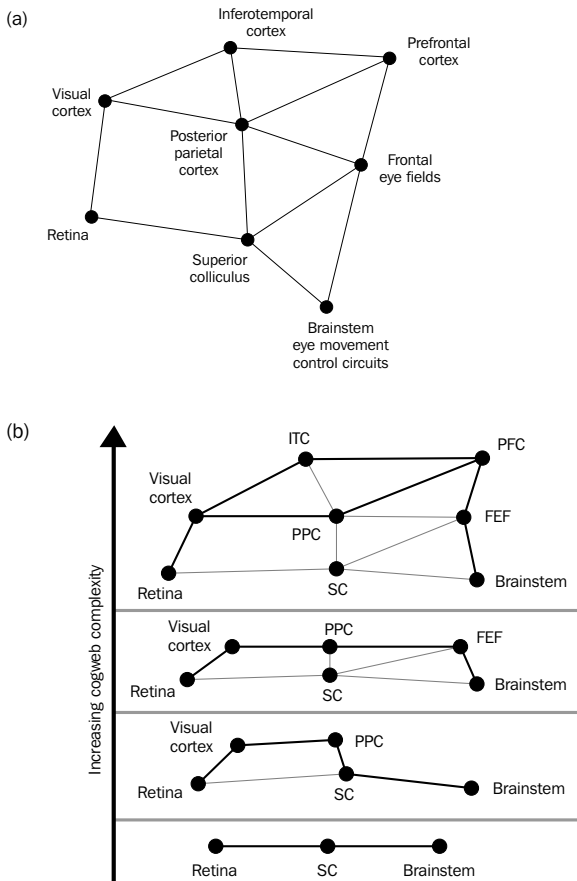 (a)
Inferotemporal
cortex
Prefrontal
cortex
Visual
cortex
Posterior
parietal
cortex
Frontal
eye fields
Retina
Superior
colliculus
Brainstem
eye movement
control circuits
(b)
Increasing cogweb complexity
ITC
PFC
Visual
cortex
PPC
FEF
Retina
SC
Brainstem
Visual
cortex
PPC
FEF
Retina
SC
Brainstem
Visual
cortex
PPC
Retina
SC
Brainstem
Retina
SC
Brainstem